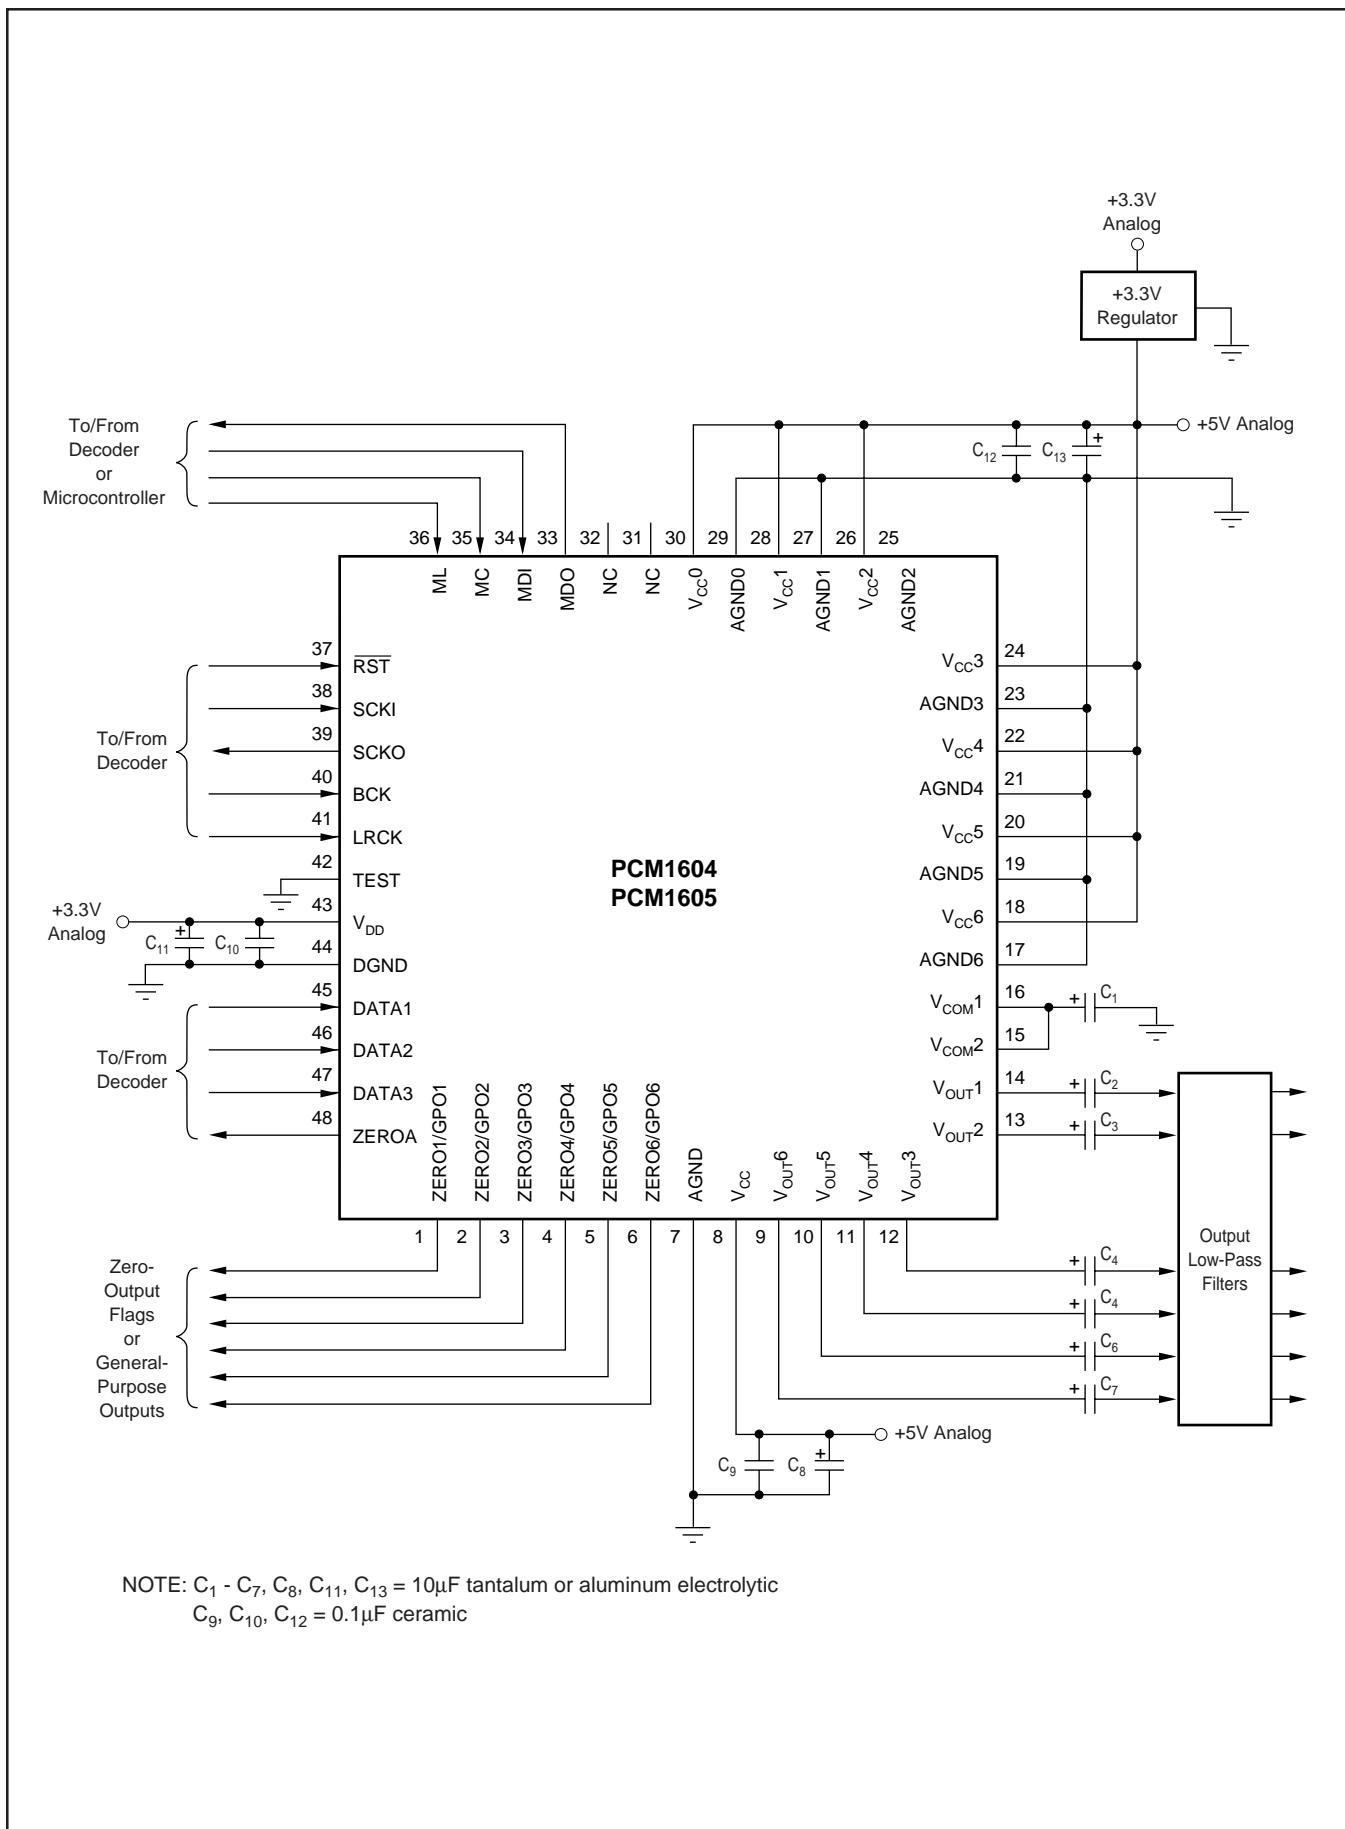 +3.3V
Analog
+3.3V
Regulator
To/From
Decoder
or
Microcontroller
+5V Analog
C12
C13
+
36 35 34 33 32 31 30 29 28 27 26 25
ML
MC
MDI
MDO
NC
NC
VCC0
AGND0
VCC1
AGND1
VCC2
AGND2
To/From
Decoder
37 RST
38 SCKI
39 SCKO
40 BCK
41 LRCK
42 TEST
+3.3V
Analog
+
C11
C10
43 VDD
44 DGND
To/From
Decoder
45 DATA1
46 DATA2
47 DATA3
48 ZEROA
PCM1604
PCM1605
VCC3 24
AGND3 23
VCC4 22
AGND4 21
VCC5 20
AGND5 19
VCC6 18
AGND6 17
VCOM1 16 + C1
VCOM2 15
VOUT1 14 + C2
VOUT2 13 + C3
ZERO1/GPO1
ZERO2/GPO2
ZERO3/GPO3
ZERO4/GPO4
ZERO5/GPO5
ZERO6/GPO6
AGND
VCC
VOUT6
VOUT5
VOUT4
VOUT3
1 2 3 4 5 6 7 8 9 10 11 12
Zero-
Output
Flags
or
General-
Purpose
Outputs
+ C4
+ C4
+ C6
+ C7
Output
Low-Pass
Filters
+5V Analog
C9
C8
+
NOTE: C1 - C7, C8, C11, C13 = 10µF tantalum or aluminum electrolytic
C9, C10, C12 = 0.1µF ceramic